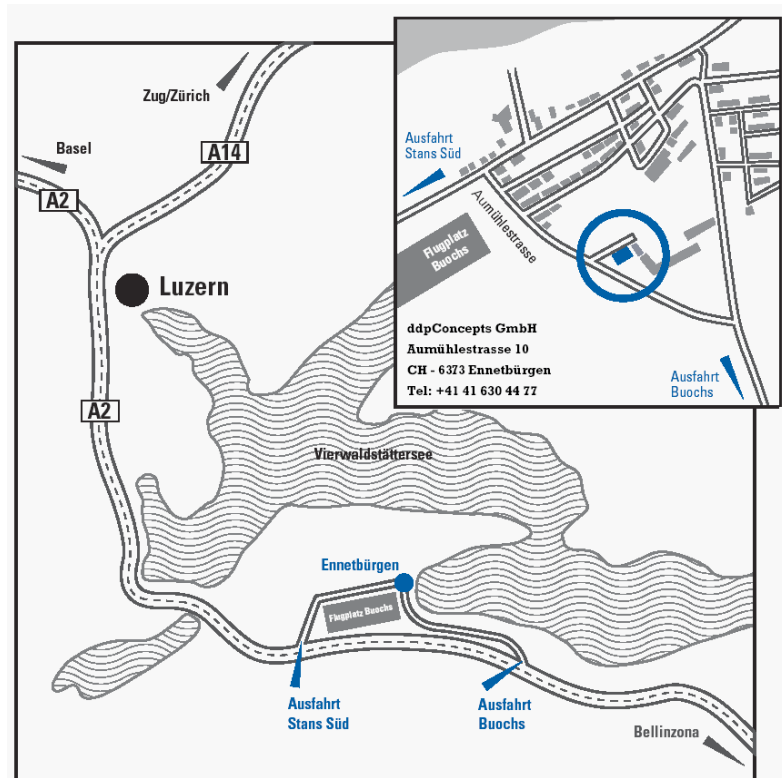 Zug/Zürich
Basel
A14
A2
Luzern
A2
Vierwaldstättersee
Ennetbürgen
Flugplatz Buochs
Ausfahrt
Stans Süd
Ausfahrt
Buochs
Bellinzona
Ausfahrt
Stans Süd
Aumühlestrasse
Flugplatz
Buochs
ddpConcepts GmbH
Aumühlestrasse 10
CH - 6373 Ennetbürgen
Tel: +41 41 630 44 77
Ausfahrt
Buochs